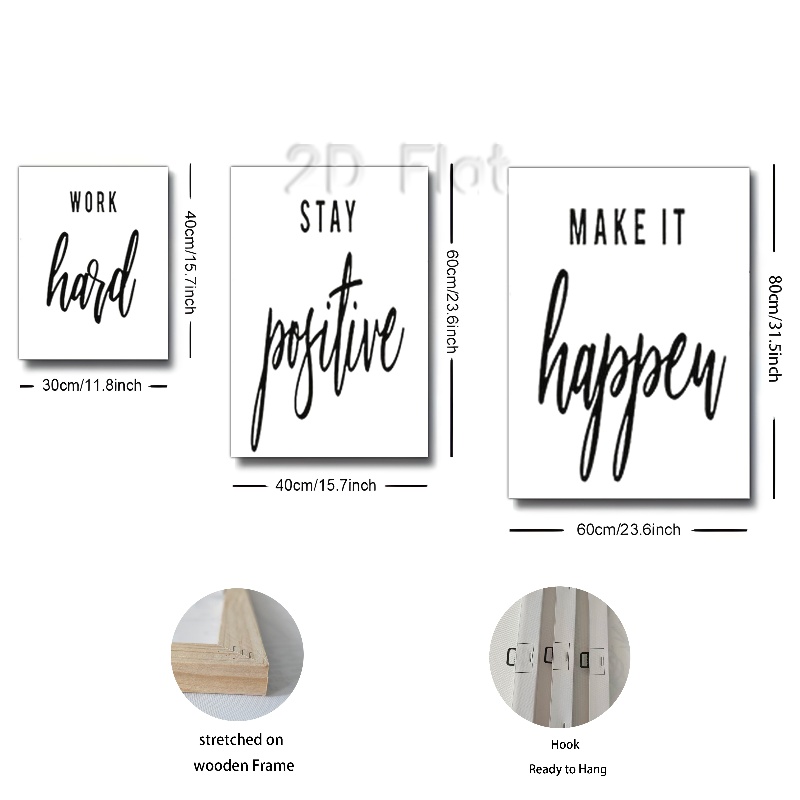 2D Flat
WORK
hard
40cm/15.7inch
30cm/11.8inch
STAY
positive
60cm/23.6inch
40cm/15.7inch
MAKE IT
happen
80cm/31.5inch
60cm/23.6inch
stretched on
wooden Frame
Hook
Ready to Hang